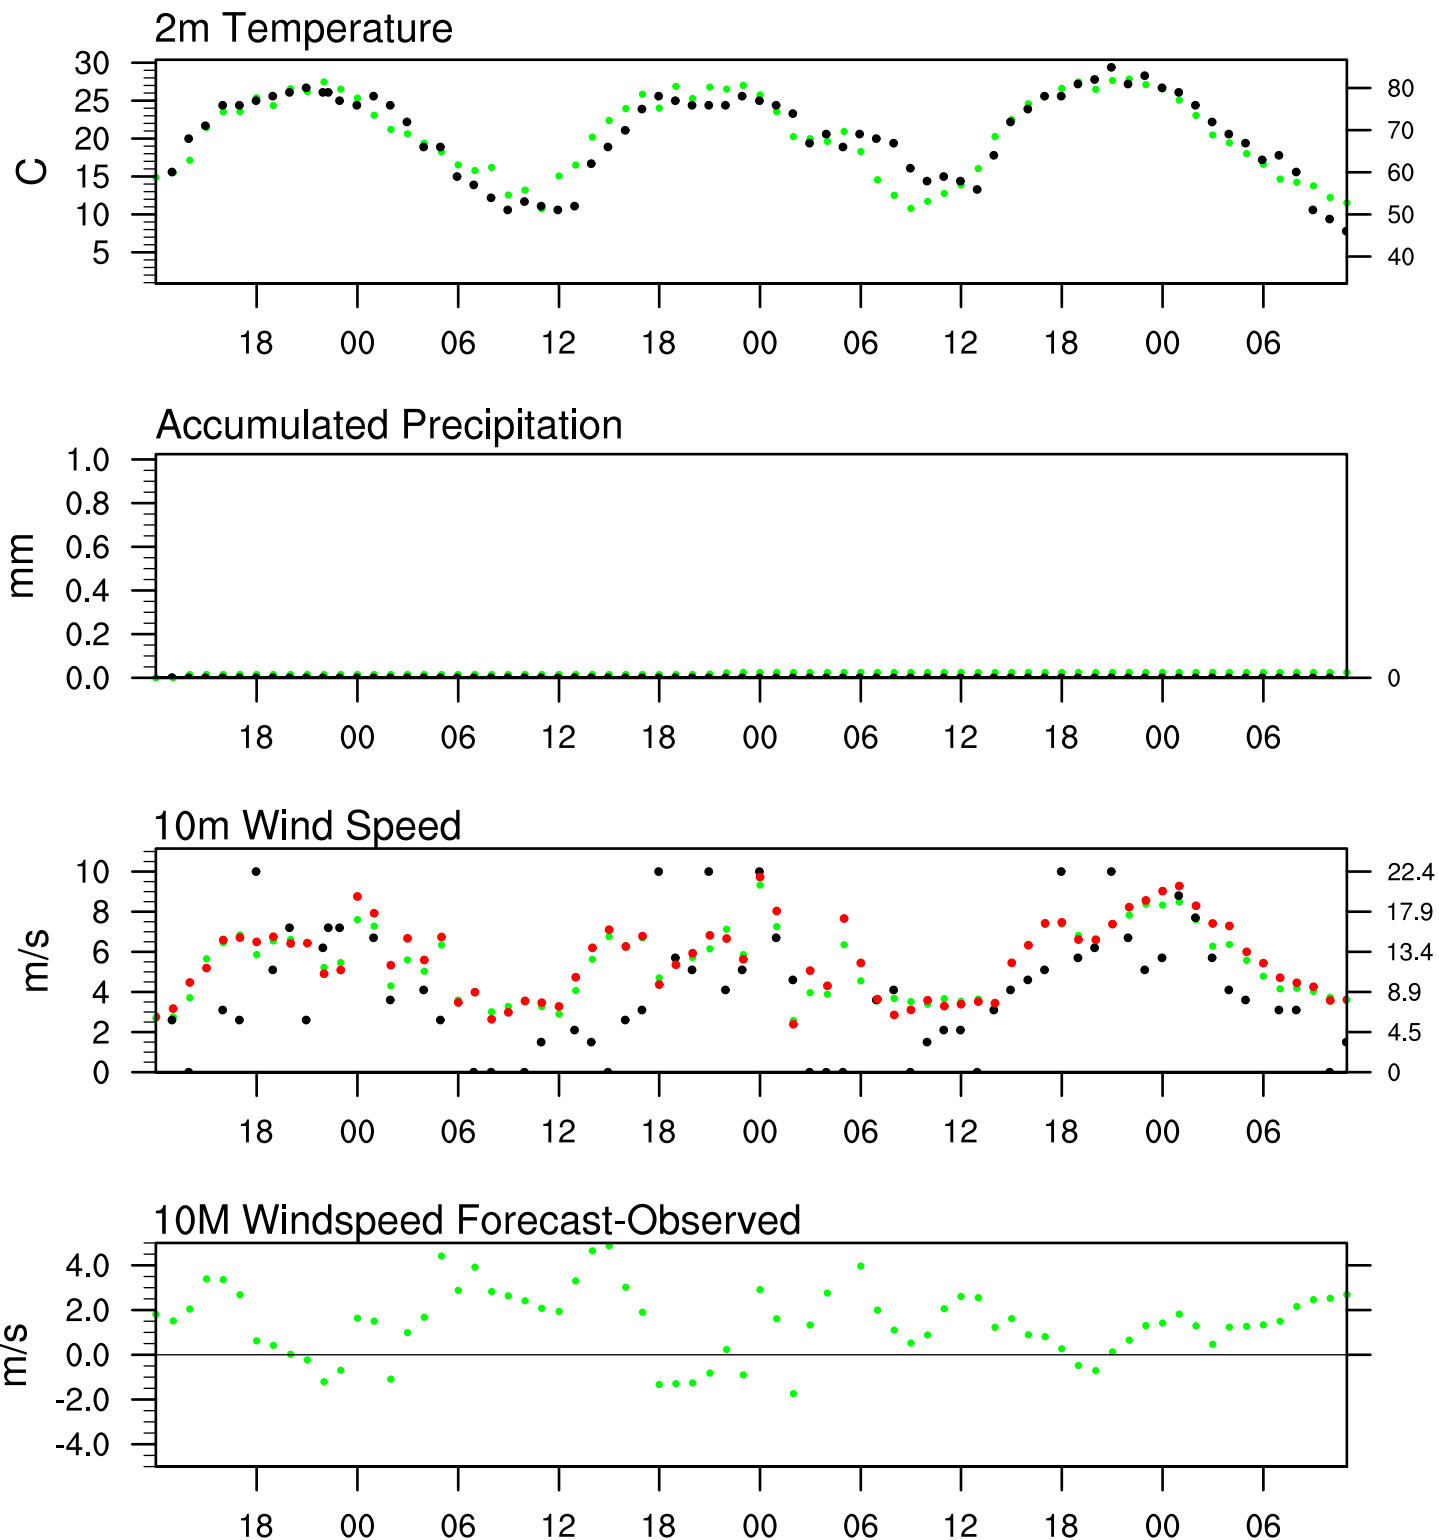 2m Temperature
30
25
20
15
10
5
C
80
70
60
50
40
18 00 06 12 18 00 06 12 18 00 06
Accumulated Precipitation
1.0
0.8
0.6
0.4
0.2
0.0
mm
0
18 00 06 12 18 00 06 12 18 00 06
10m Wind Speed
10
8
6
4
2
0
m/s
22.4
17.9
13.4
8.9
4.5
0
18 00 06 12 18 00 06 12 18 00 06
10M Windspeed Forecast-Observed
4.0
2.0
0.0
-2.0
-4.0
m/s
18 00 06 12 18 00 06 12 18 00 06